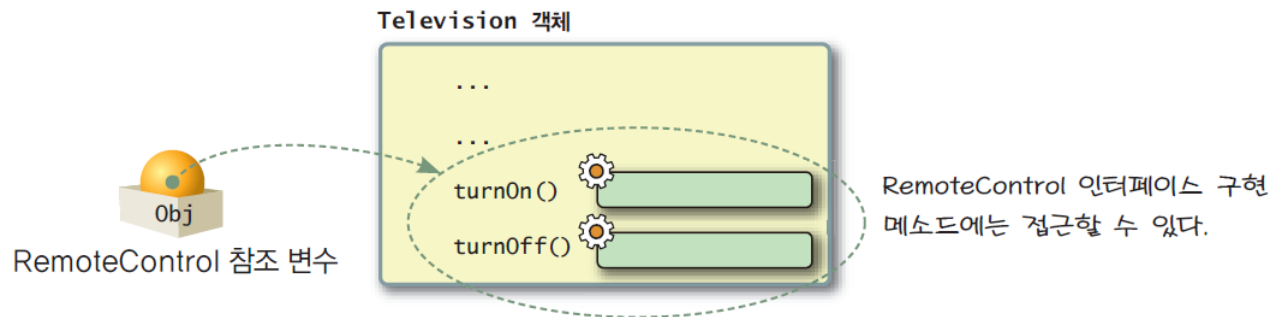 Television 객체
...
...
turnOn()
turnOff()
Obj
RemoteControl 참조 변수
RemoteControl 인터페이스 구현
메소드에는 접근할 수 있다.